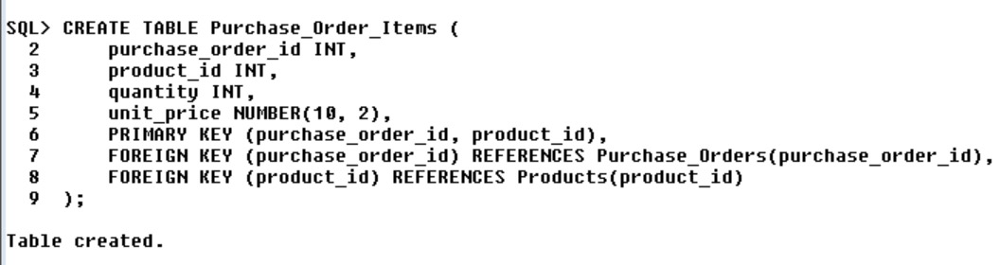 SQL> CREATE TABLE Purchase_Order_Items (
2 purchase_order_id INT,
3 product_id INT,
4 quantity INT,
5 unit_price NUMBER(10, 2),
6 PRIMARY KEY (purchase_order_id, product_id),
7 FOREIGN KEY (purchase_order_id) REFERENCES Purchase_Orders(purchase_order_id),
8 FOREIGN KEY (product_id) REFERENCES Products(product_id)
9 );
Table created.